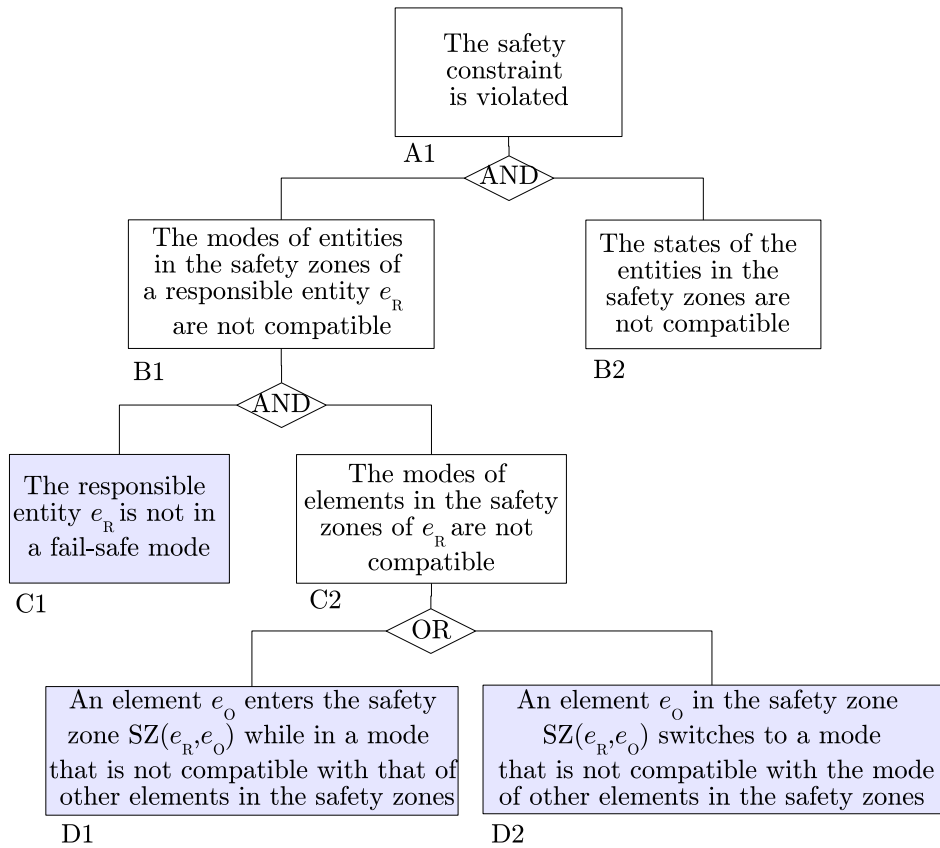 The safety
constraint
is violated
A1
AND
The modes of entities
in the safety zones of
a responsible entity e_R
are not compatible
B1
The states of the
entities in the
safety zones are
not compatible
B2
AND
The responsible
entity e_R is not in
a fail-safe mode
C1
The modes of
elements in the safety
zones of e_R are not
compatible
C2
OR
An element e_O enters the safety
zone SZ(e_R,e_O) while in a mode
that is not compatible with that of
other elements in the safety zones
D1
An element e_O in the safety zone
SZ(e_R,e_O) switches to a mode
that is not compatible with the mode
of other elements in the safety zones
D2